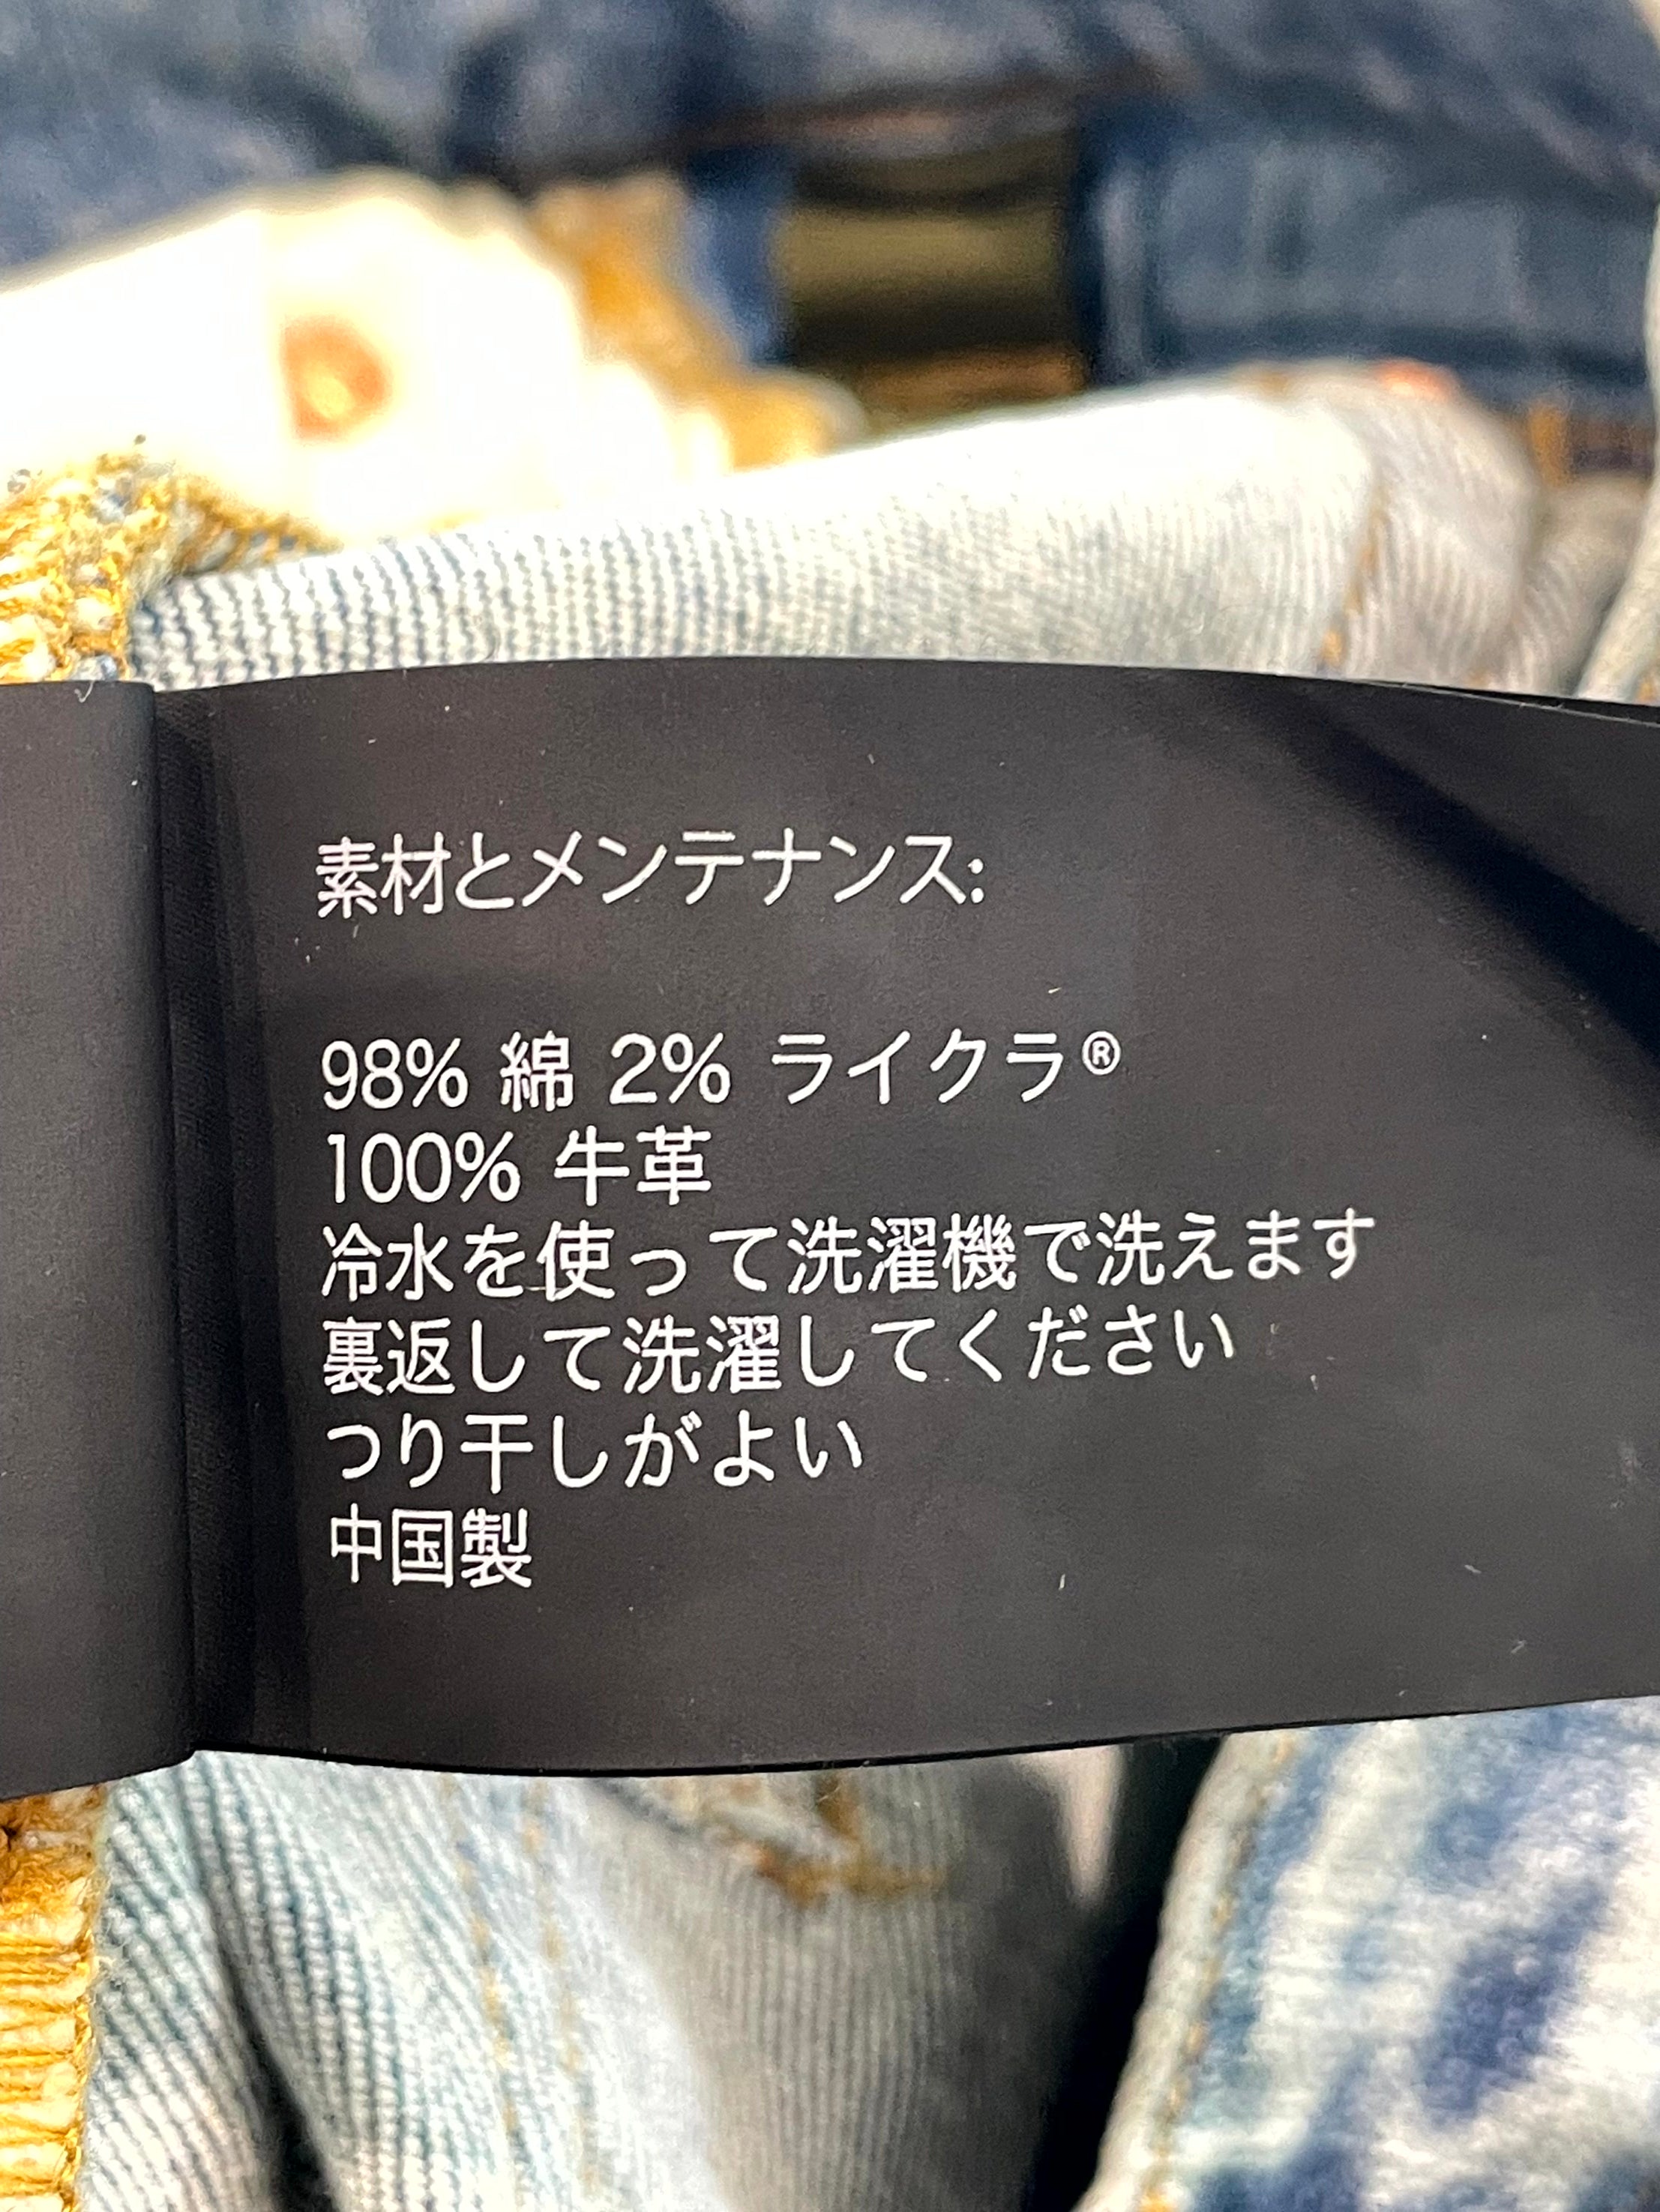 素材とメンテナンス:
98% 綿 2% ライクラ®
100% 牛革
冷水を使って洗濯機で洗えます
裏返して洗濯してください
つり干しがよい
中国製